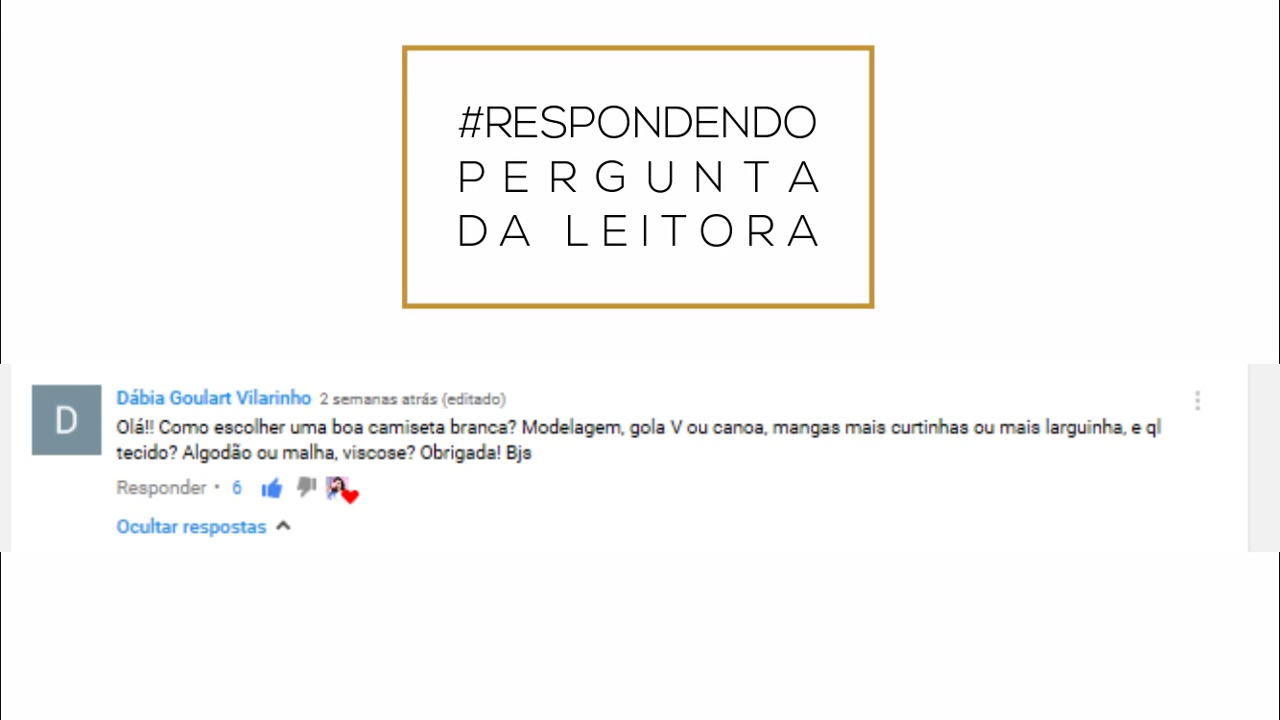 #RESPONDENDO
PERGUNTA
DA LEITORA
D
Dábia Goulart Vilarinho 2 semanas atrás (editado)
Olá!! Como escolher uma boa camiseta branca? Modelagem, gola V ou canoa, mangas mais curtinhas ou mais larguinha, e ql
tecido? Algodão ou malha, viscose? Obrigada! Bjs
Responder • 6
Ocultar respostas